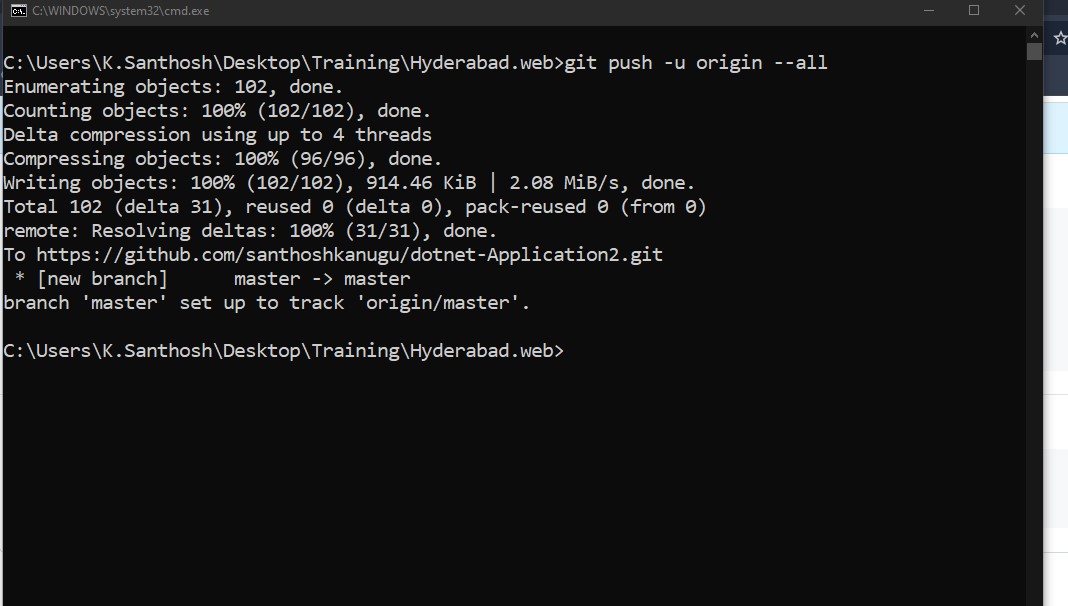 C:\WINDOWS\system32\cmd.exe
C:\Users\K.Santhosh\Desktop\Training\Hyderabad.web>git push -u origin --all
Enumerating objects: 102, done.
Counting objects: 100% (102/102), done.
Delta compression using up to 4 threads
Compressing objects: 100% (96/96), done.
Writing objects: 100% (102/102), 914.46 KiB | 2.08 MiB/s, done.
Total 102 (delta 31), reused 0 (delta 0), pack-reused 0 (from 0)
remote: Resolving deltas: 100% (31/31), done.
To https://github.com/santhoshkanugu/dotnet-Application2.git
 * [new branch]      master -> master
branch 'master' set up to track 'origin/master'.
C:\Users\K.Santhosh\Desktop\Training\Hyderabad.web>